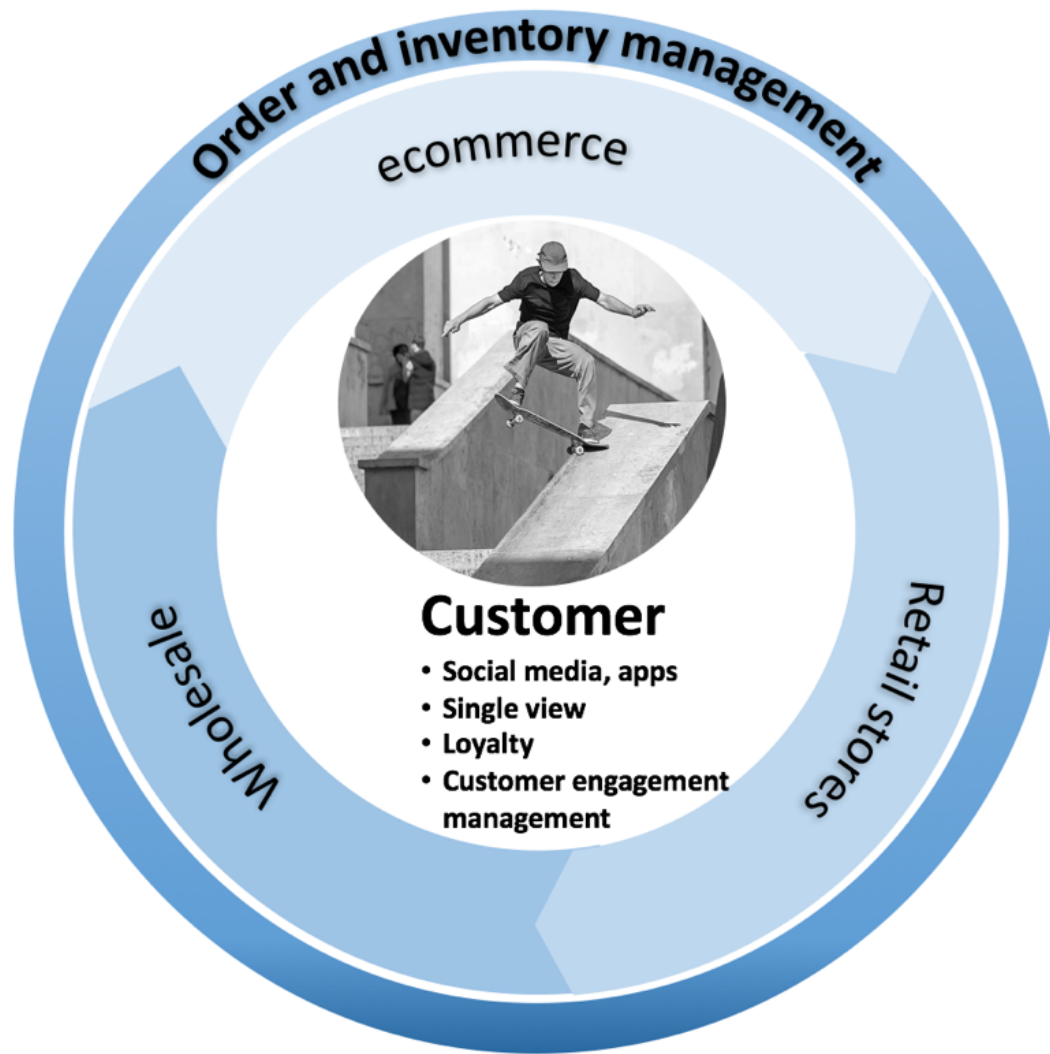 Order and inventory management
ecommerce
Retail stores
Wholesale
Customer
• Social media, apps
• Single view
• Loyalty
• Customer engagement
management